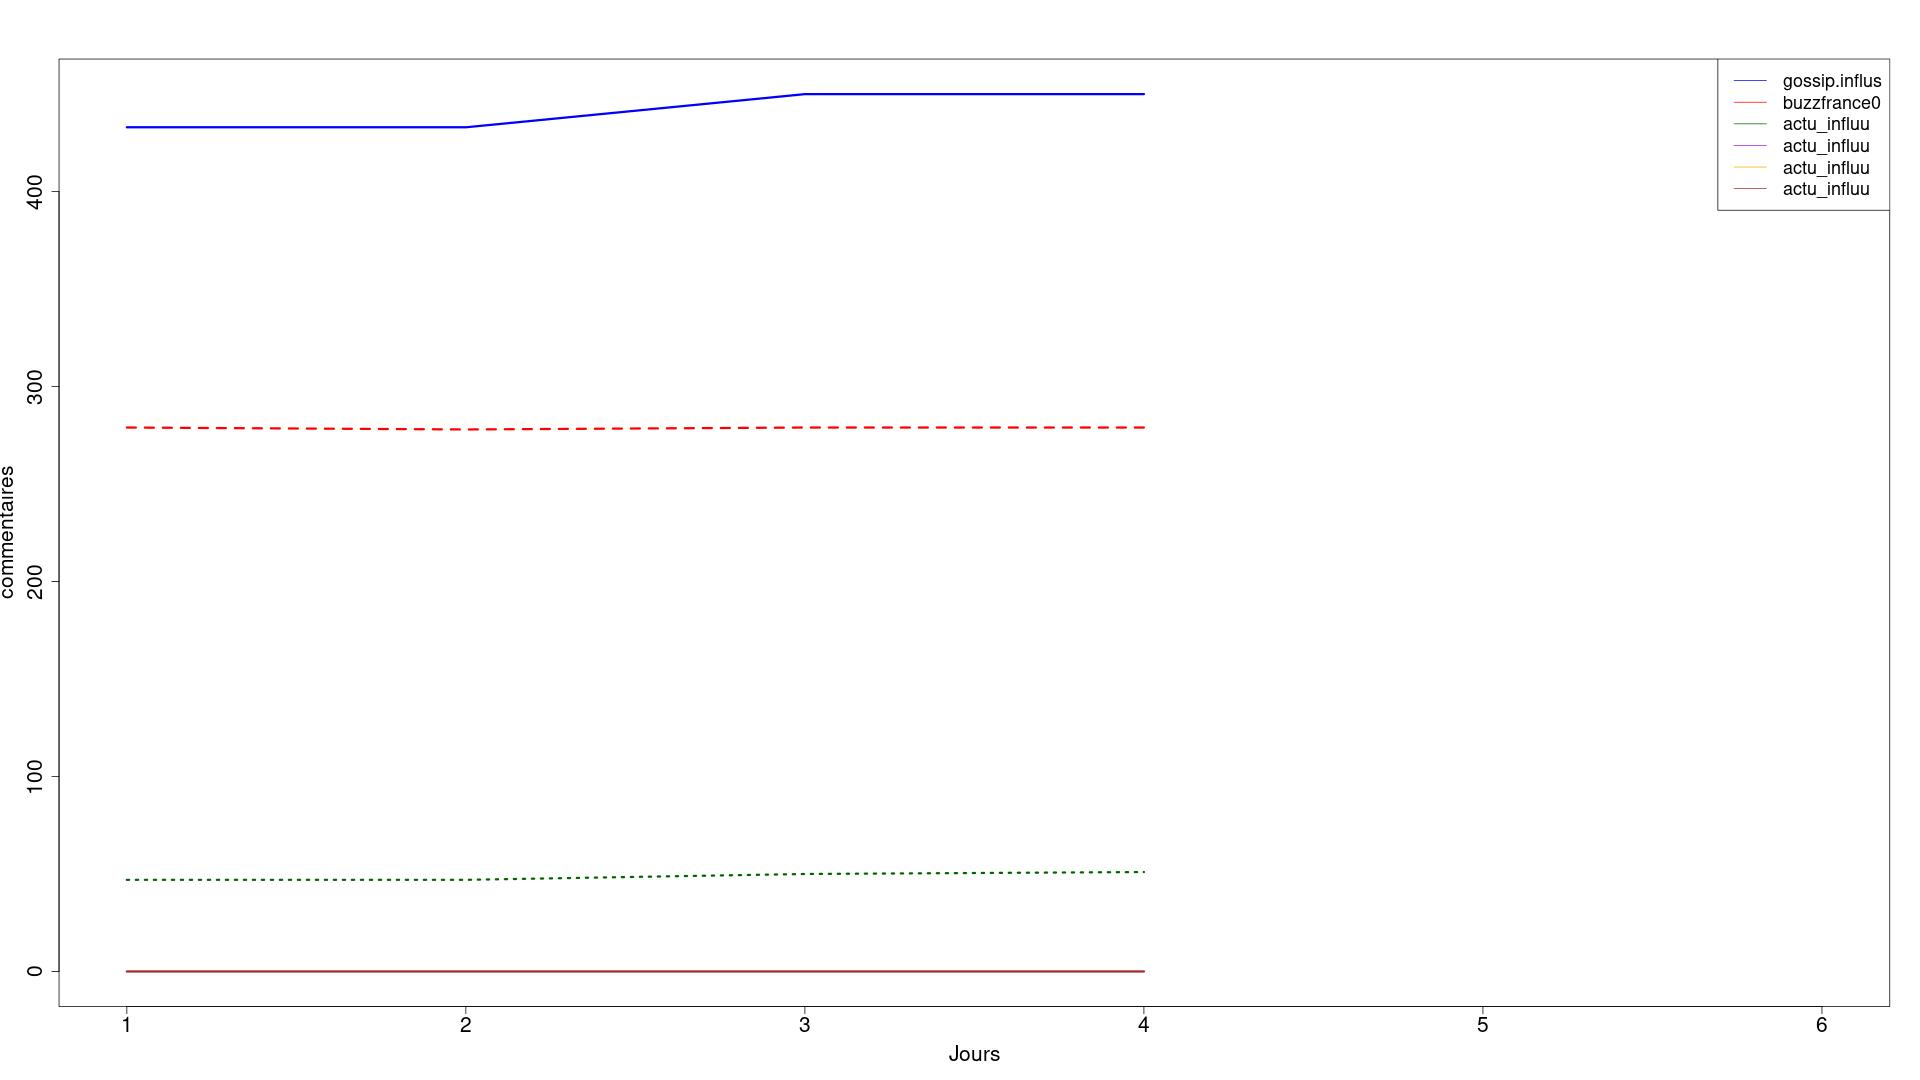 gossip.influs
buzzfrance0
actu_influu
actu_influu
actu_influu
actu_influu
400
300
200
100
0
commentaires
1 2 3 4 5 6
Jours